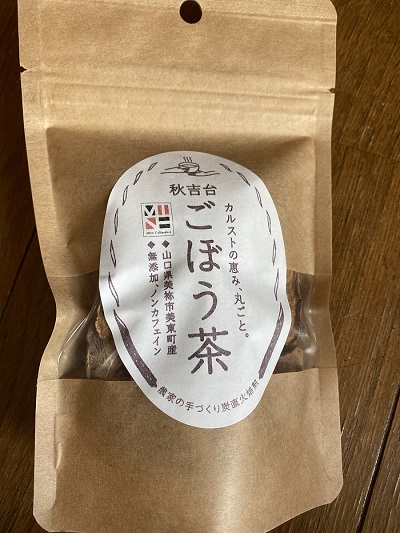 秋吉台
カルストの恵み、丸ごと。
ごぼう茶
MINE
◆山口県美祢市美東町産
◆無添加、ノンカフェイン
農家の手づくり炭直火焙煎